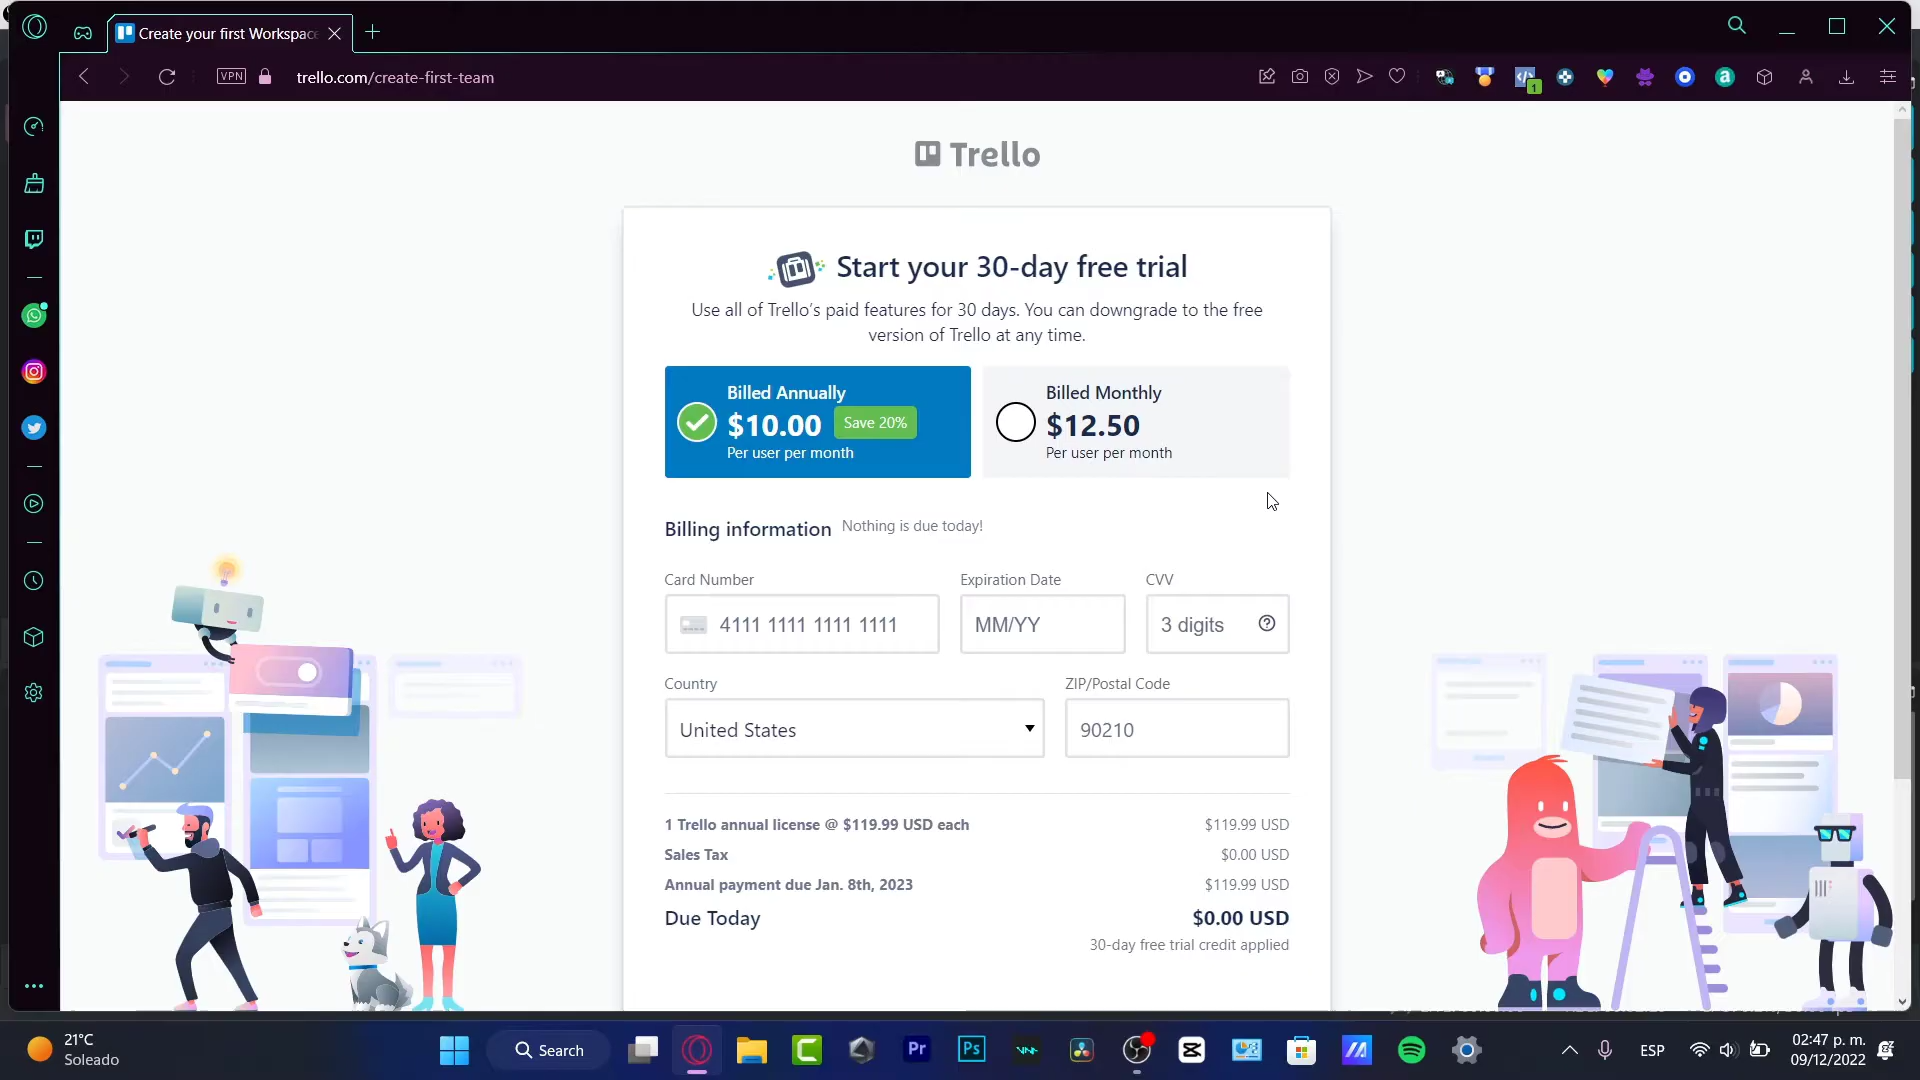 Create your first Workspace
VPN
trello.com/create-first-team
1
Trello
Start your 30-day free trial
Use all of Trello's paid features for 30 days. You can downgrade to the free
version of Trello at any time.
Billed Annually
$10.00 Save 20%
Per user per month
Billed Monthly
$12.50
Per user per month
Billing information Nothing is due today!
Card Number
4111 1111 1111 1111
Expiration Date
MM/YY
CVV
3 digits
Country
United States
ZIP/Postal Code
90210
1 Trello annual license @ $119.99 USD each $119.99 USD
Sales Tax $0.00 USD
Annual payment due Jan. 8th, 2023 $119.99 USD
Due Today $0.00 USD
30-day free trial credit applied
21°C
Soleado
Search
Pr
Ps
ESP
02:47 p. m.
09/12/2022